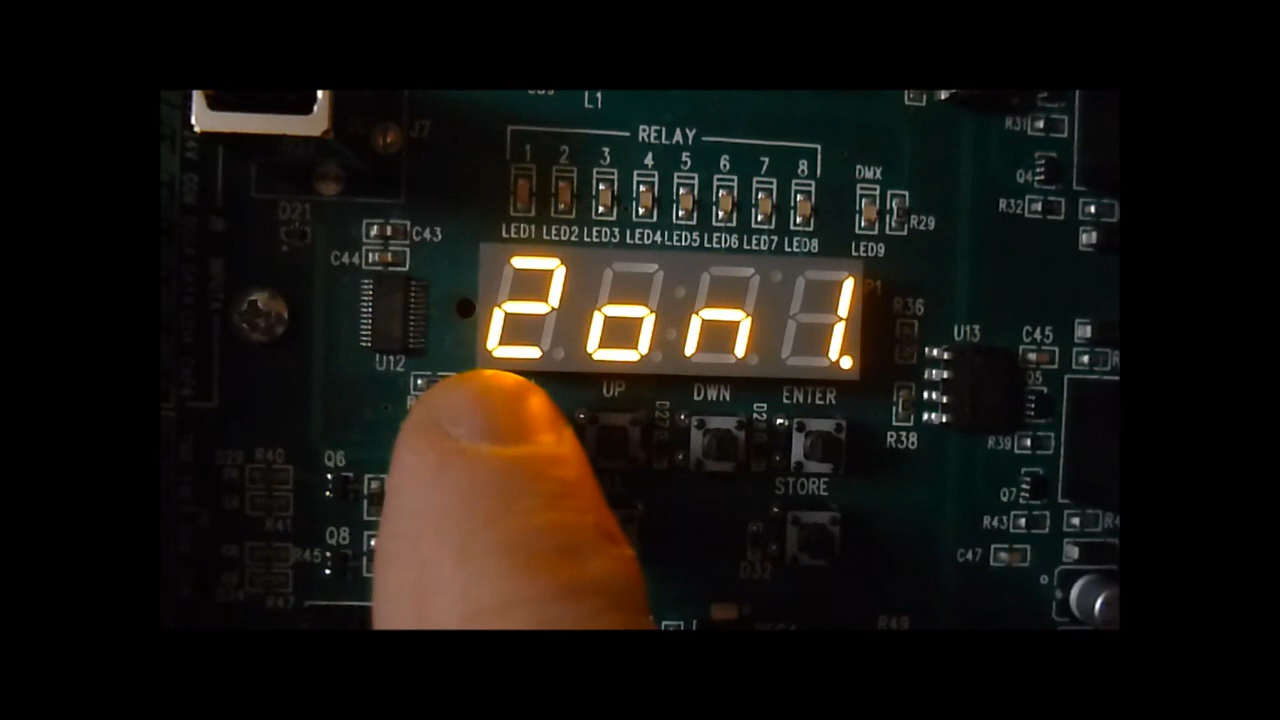 L1
J7
RELAY
1 2 3 4 5 6 7 8
DMX
R31
Q4
R32
R29
LED1 LED2 LED3 LED4 LED5 LED6 LED7 LED8
LED9
D21
C43
C44
2on1.
P1
R36
U13
C45
U12
UP DWN ENTER
R38
R39
Q6
R40
STORE
Q7
R41
R43
Q8
R45
C47
D32
R47
R49